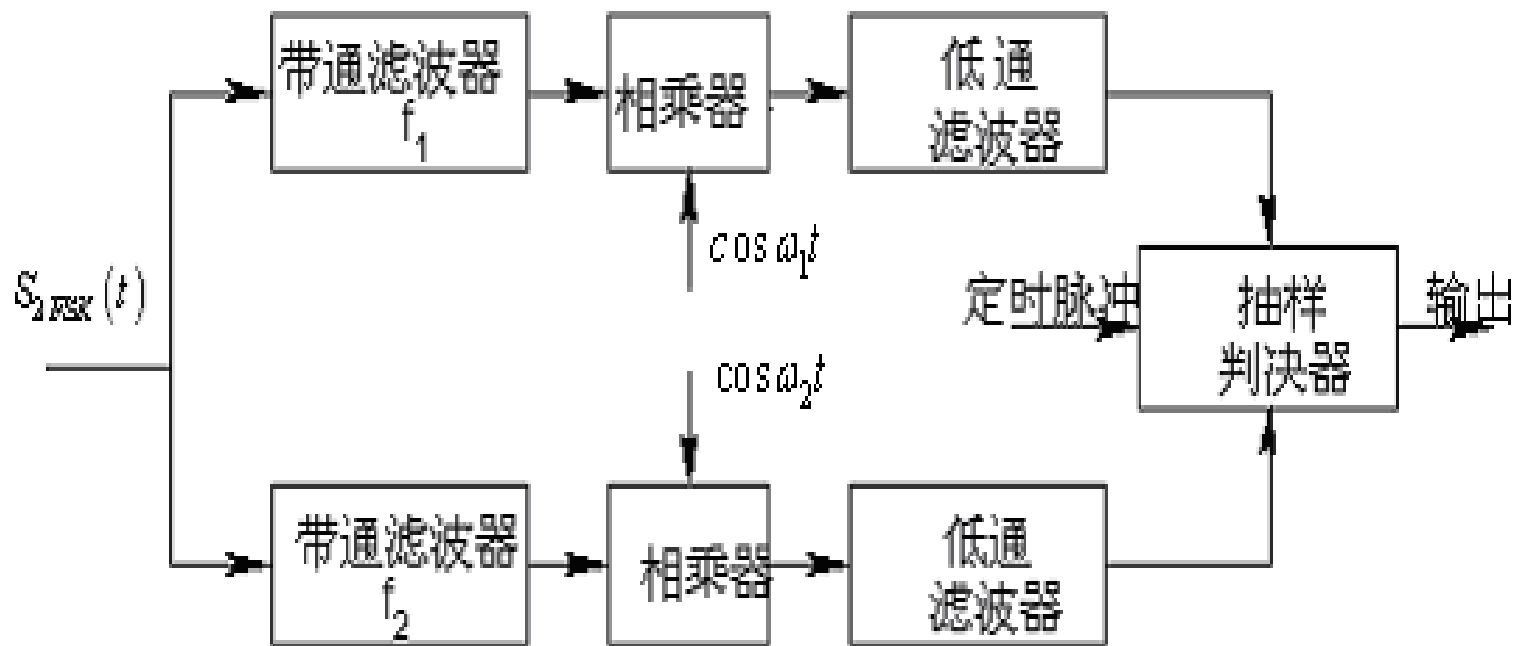 带通滤波器
f1
相乘器
低通
滤波器
cos ω1t
S2FSK(t)
定时脉冲
抽样
判决器
输出
cos ω2t
带通滤波器
f2
相乘器
低通
滤波器